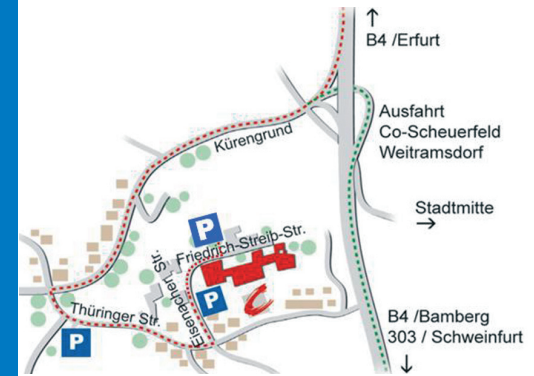 B4 /Erfurt
Ausfahrt
Co-Scheuerfeld
Weitramsdorf
Kürengrund
Stadtmitte
P
Friedrich-Streib-Str.
Eisenacher Str.
P
Thüringer Str.
P
B4 /Bamberg
303 / Schweinfurt